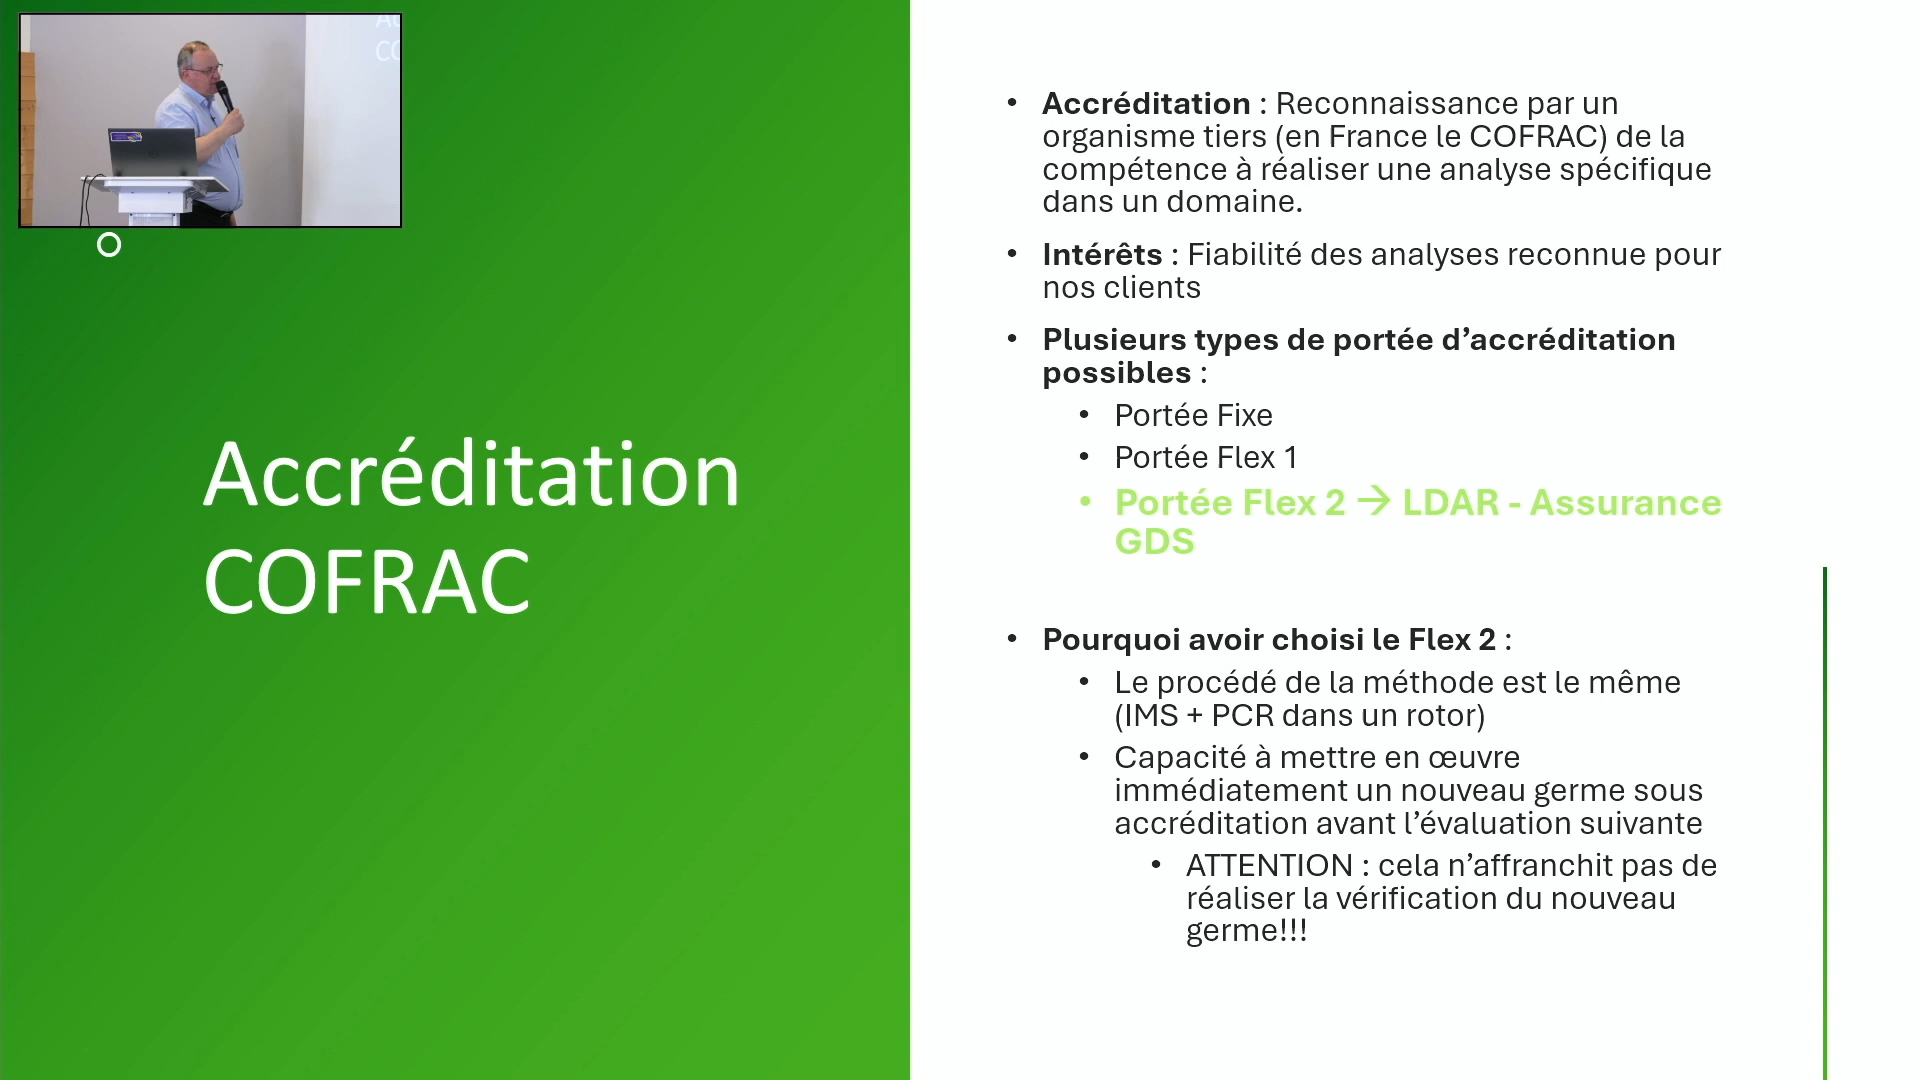 Accréditation
COFRAC
• Accréditation : Reconnaissance par un
organisme tiers (en France le COFRAC) de la
compétence à réaliser une analyse spécifique
dans un domaine.
• Intérêts : Fiabilité des analyses reconnue pour
nos clients
• Plusieurs types de portée d’accréditation
possibles :
• Portée Fixe
• Portée Flex 1
• Portée Flex 2 → LDAR - Assurance
GDS
• Pourquoi avoir choisi le Flex 2 :
• Le procédé de la méthode est le même
(IMS + PCR dans un rotor)
• Capacité à mettre en œuvre
immédiatement un nouveau germe sous
accréditation avant l’évaluation suivante
• ATTENTION : cela n’affranchit pas de
réaliser la vérification du nouveau
germe!!!